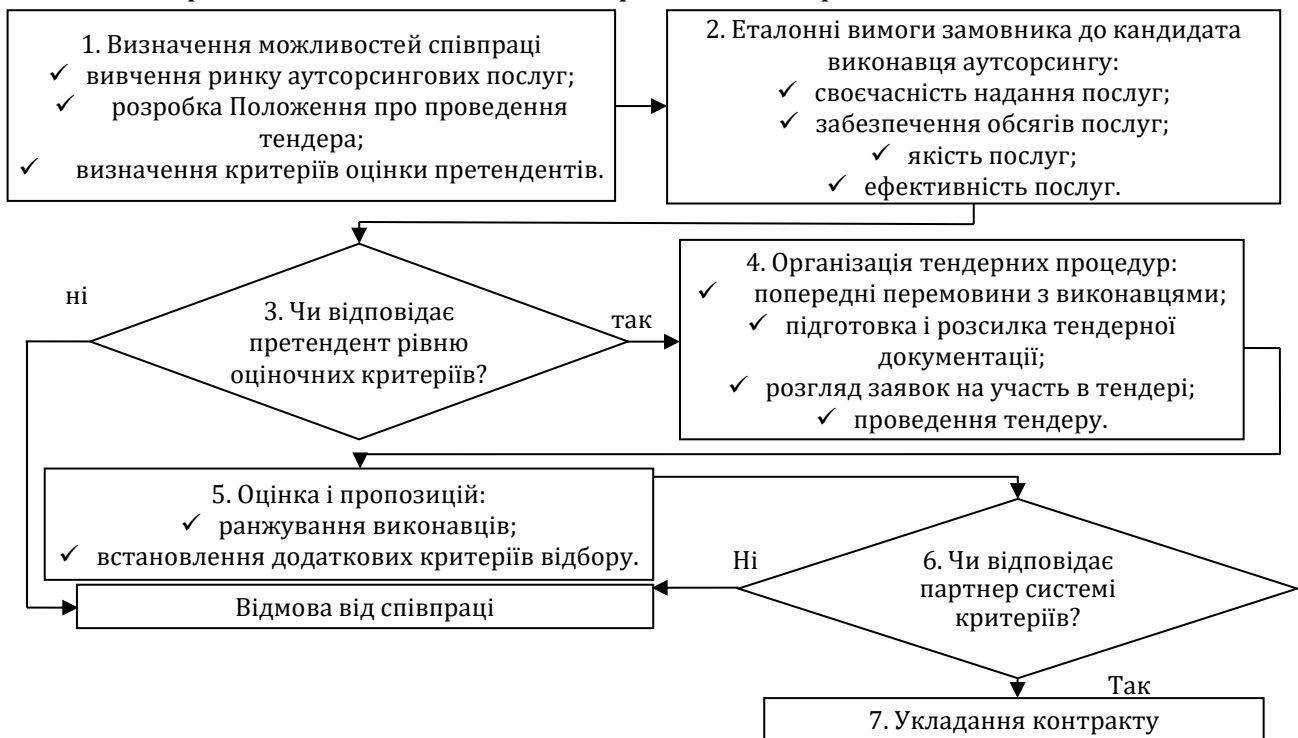 1. Визначення можливостей співпраці
✓ вивчення ринку аутсорсингових послуг;
✓ розробка Положення про проведення
тендера;
✓ визначення критеріїв оцінки претендентів.
2. Еталонні вимоги замовника до кандидата
виконавця аутсорсингу:
✓ своєчасність надання послуг;
✓ забезпечення обсягів послуг;
✓ якість послуг;
✓ ефективність послуг.
ні
3. Чи відповідає
претендент рівню
оціночних критеріїв?
так
4. Організація тендерних процедур:
✓ попередні перемовини з виконавцями;
✓ підготовка і розсилка тендерної
документації;
✓ розгляд заявок на участь в тендері;
✓ проведення тендеру.
5. Оцінка і пропозицій:
✓ ранжування виконавців;
✓ встановлення додаткових критеріїв відбору.
Ні
6. Чи відповідає
партнер системі
критеріїв?
Відмова від співпраці
Так
7. Укладання контракту